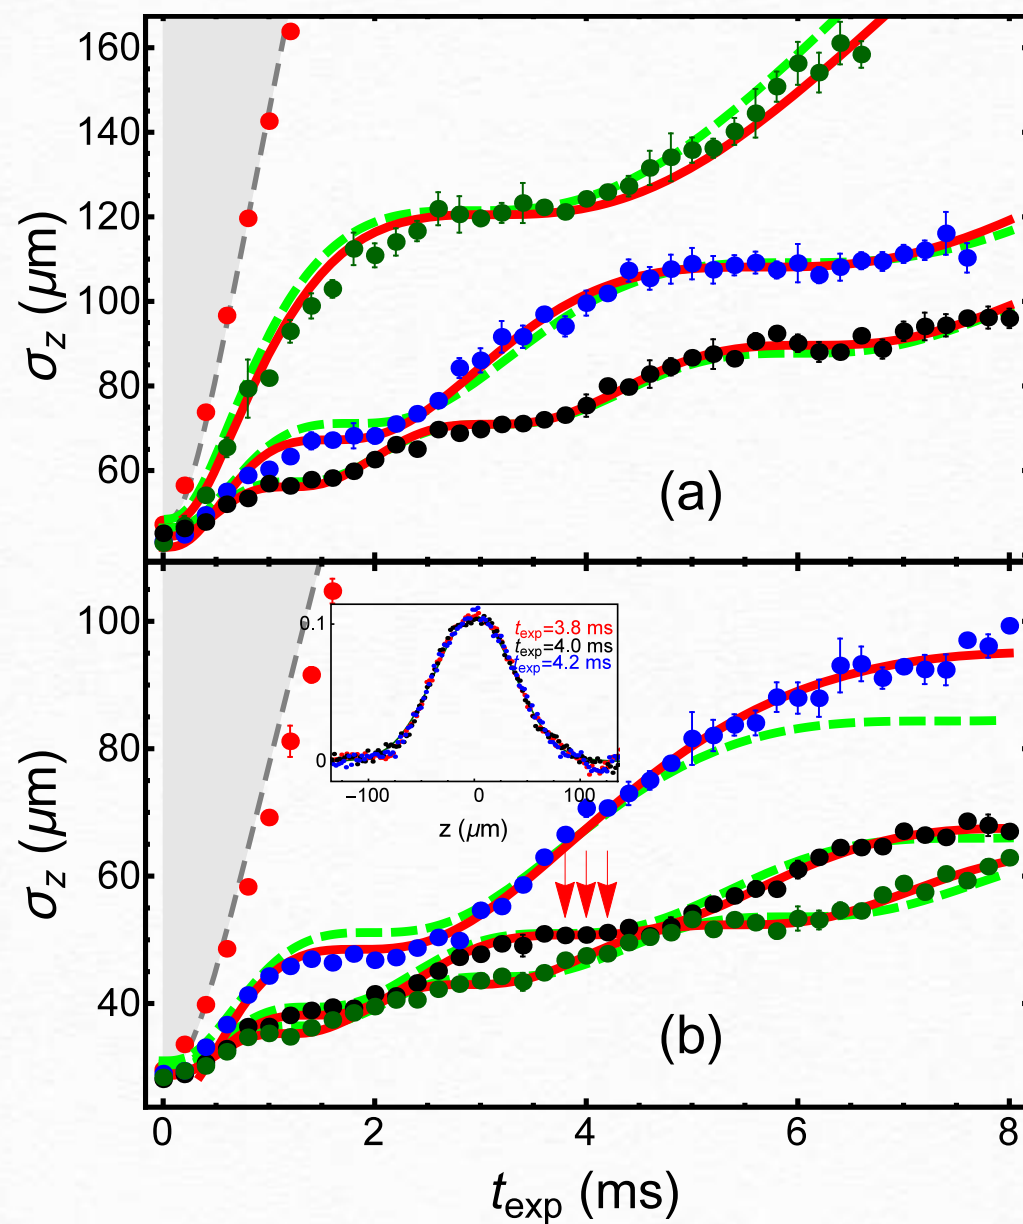 160
140
120
100
80
60
σz (μm)
(a)
100
80
60
40
σz (μm)
0.1
0
texp=3.8 ms
texp=4.0 ms
texp=4.2 ms
−100 0 100
z (μm)
(b)
0 2 4 6 8
texp (ms)